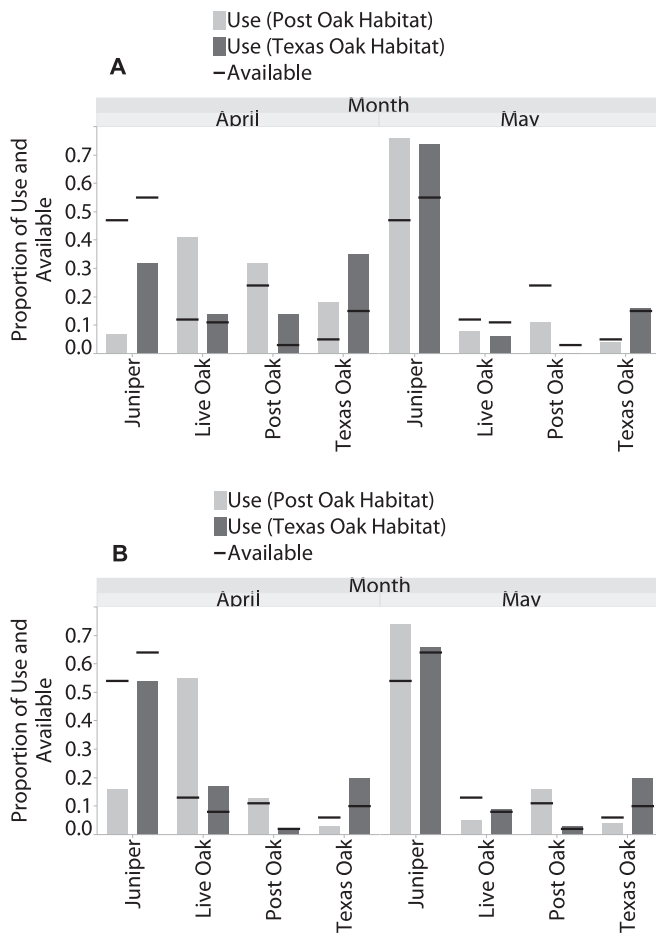 Use (Post Oak Habitat)
Use (Texas Oak Habitat)
Available
A
Month
April May
Proportion of Use and
Available
0.7
0.6
0.5
0.4
0.3
0.2
0.1
0.0
Juniper
Live Oak
Post Oak
Texas Oak
Juniper
Live Oak
Post Oak
Texas Oak
Use (Post Oak Habitat)
Use (Texas Oak Habitat)
Available
B
Month
April May
Proportion of Use and
Available
0.7
0.6
0.5
0.4
0.3
0.2
0.1
0.0
Juniper
Live Oak
Post Oak
Texas Oak
Juniper
Live Oak
Post Oak
Texas Oak